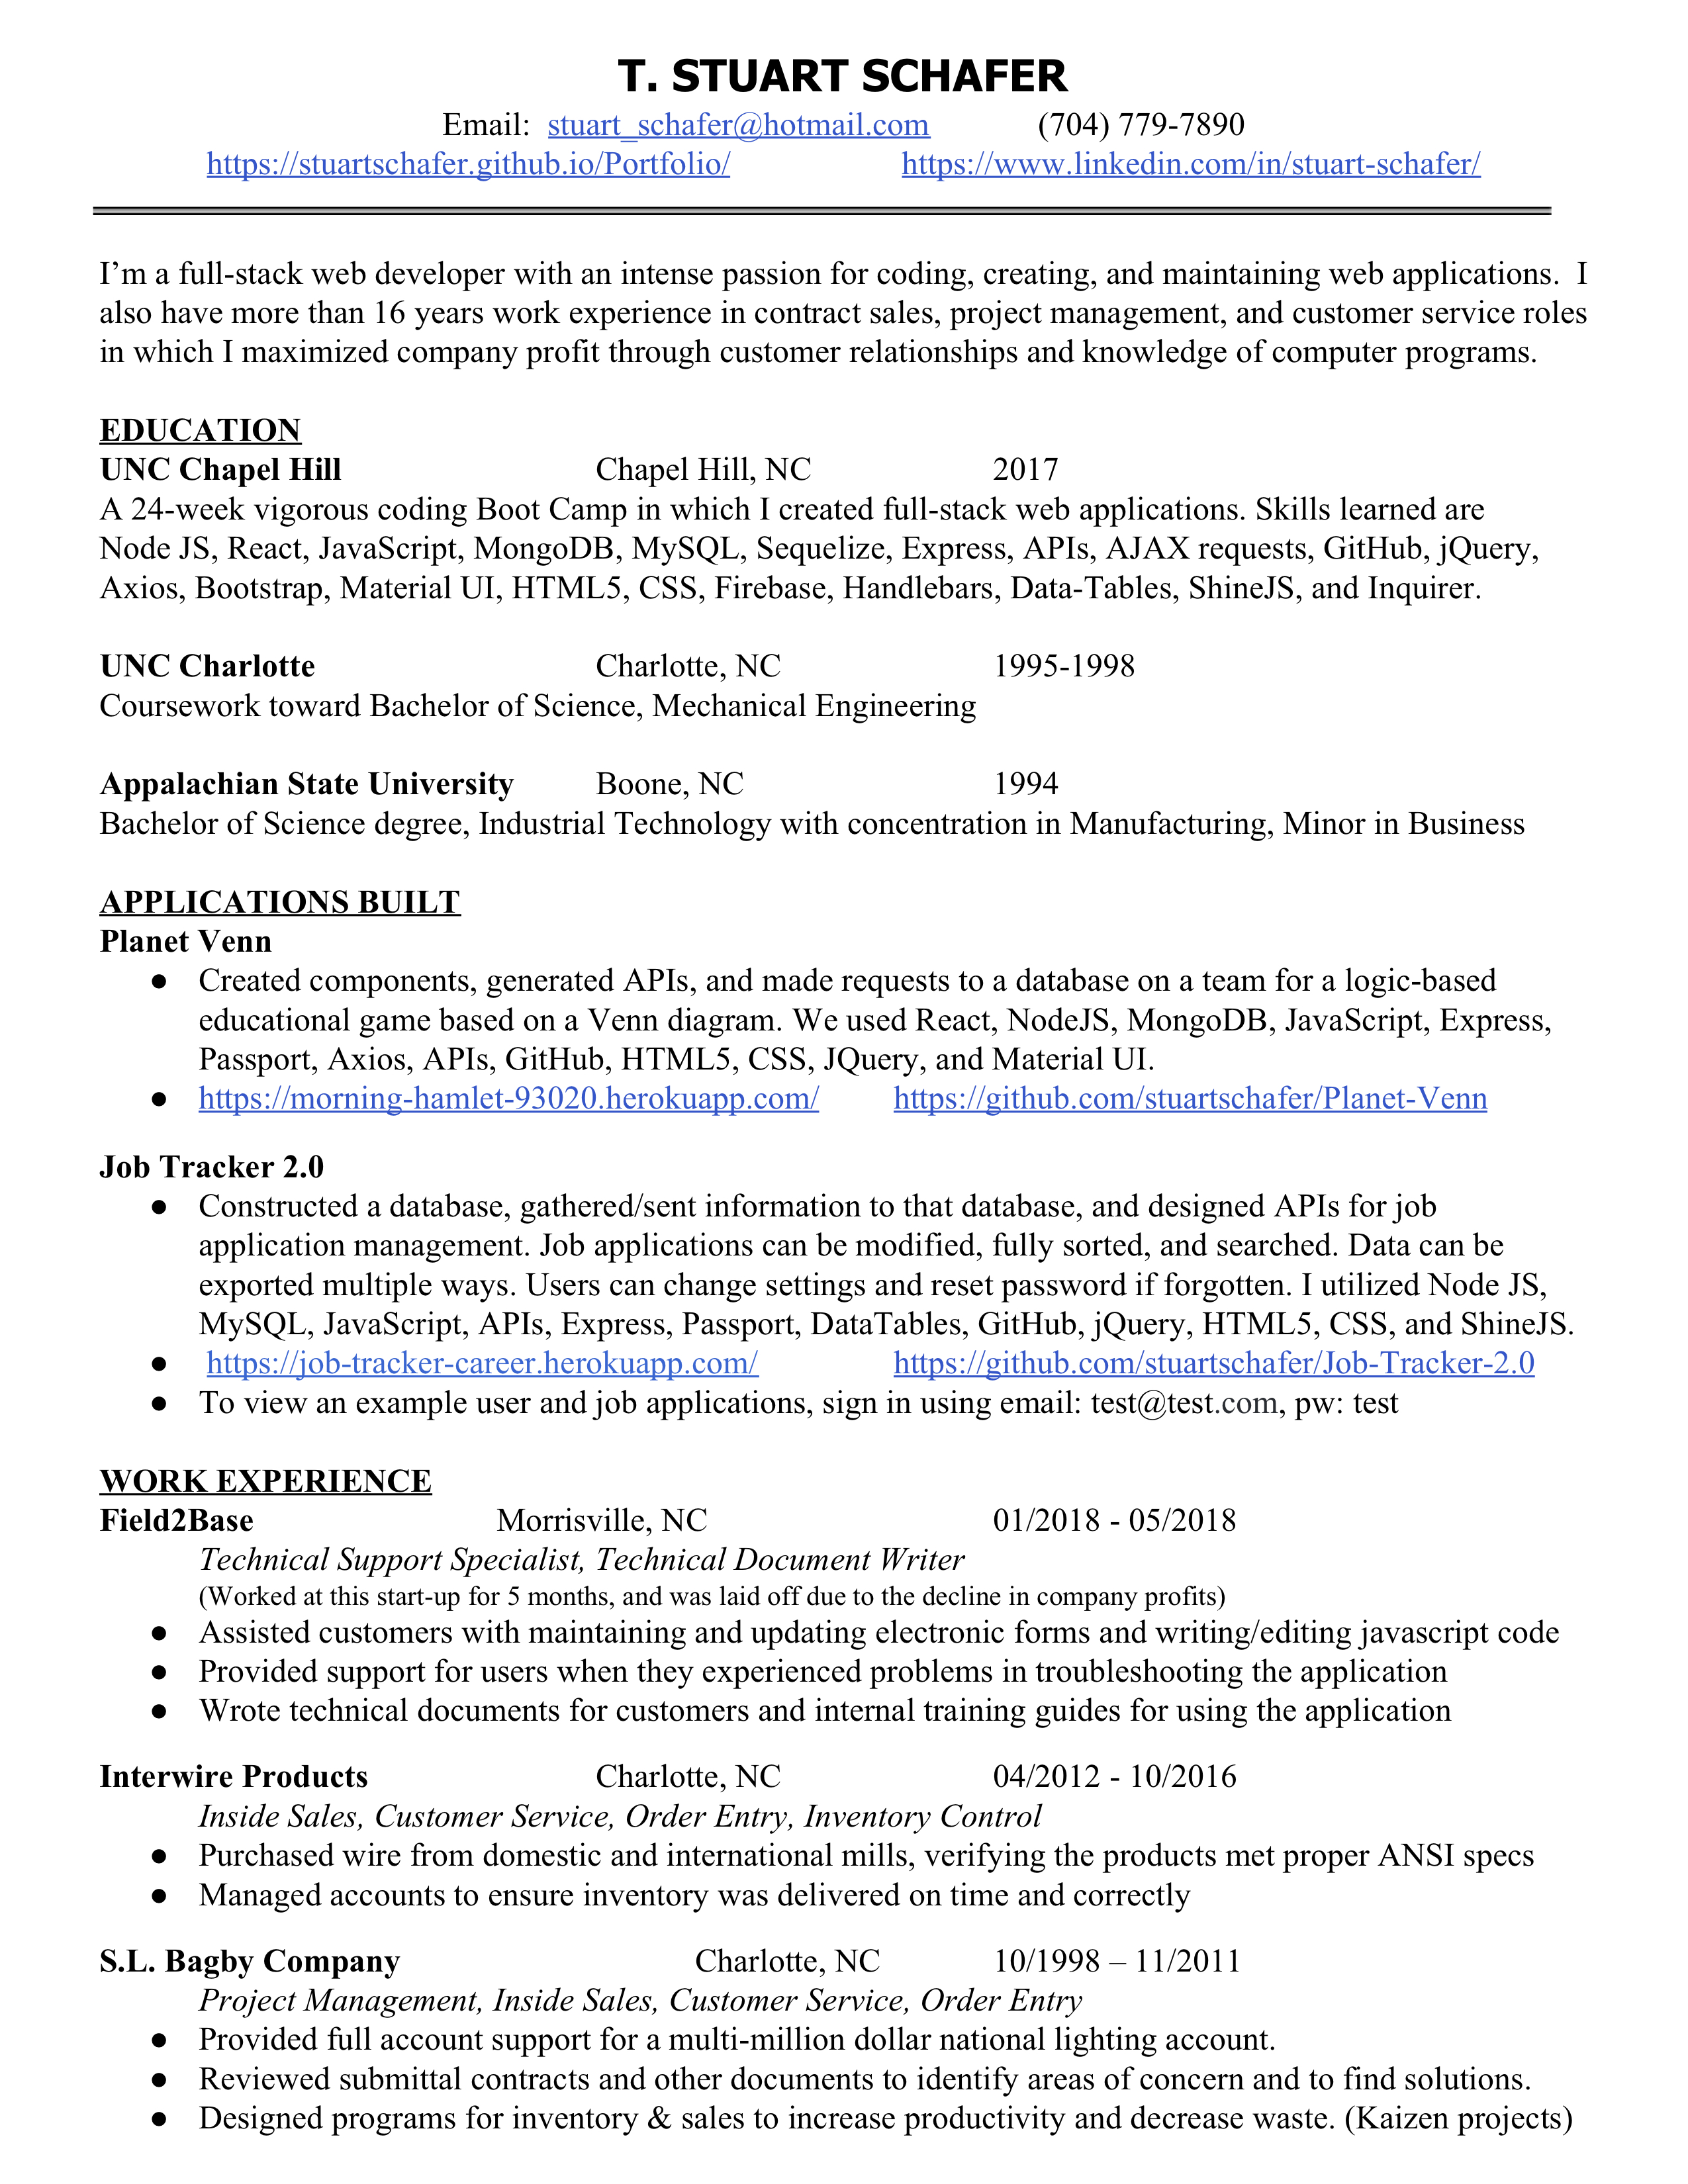 T. STUART SCHAFER
Email: stuart_schafer@hotmail.com (704) 779-7890
https://stuartschafer.github.io/Portfolio/ https://www.linkedin.com/in/stuart-schafer/
I’m a full-stack web developer with an intense passion for coding, creating, and maintaining web applications. I
also have more than 16 years work experience in contract sales, project management, and customer service roles
in which I maximized company profit through customer relationships and knowledge of computer programs.
EDUCATION
UNC Chapel Hill Chapel Hill, NC 2017
A 24-week vigorous coding Boot Camp in which I created full-stack web applications. Skills learned are
Node JS, React, JavaScript, MongoDB, MySQL, Sequelize, Express, APIs, AJAX requests, GitHub, jQuery,
Axios, Bootstrap, Material UI, HTML5, CSS, Firebase, Handlebars, Data-Tables, ShineJS, and Inquirer.
UNC Charlotte Charlotte, NC 1995-1998
Coursework toward Bachelor of Science, Mechanical Engineering
Appalachian State University Boone, NC 1994
Bachelor of Science degree, Industrial Technology with concentration in Manufacturing, Minor in Business
APPLICATIONS BUILT
Planet Venn
● Created components, generated APIs, and made requests to a database on a team for a logic-based
educational game based on a Venn diagram. We used React, NodeJS, MongoDB, JavaScript, Express,
Passport, Axios, APIs, GitHub, HTML5, CSS, JQuery, and Material UI.
● https://morning-hamlet-93020.herokuapp.com/ https://github.com/stuartschafer/Planet-Venn
Job Tracker 2.0
● Constructed a database, gathered/sent information to that database, and designed APIs for job
application management. Job applications can be modified, fully sorted, and searched. Data can be
exported multiple ways. Users can change settings and reset password if forgotten. I utilized Node JS,
MySQL, JavaScript, APIs, Express, Passport, DataTables, GitHub, jQuery, HTML5, CSS, and ShineJS.
● https://job-tracker-career.herokuapp.com/ https://github.com/stuartschafer/Job-Tracker-2.0
● To view an example user and job applications, sign in using email: test@test.com, pw: test
WORK EXPERIENCE
Field2Base Morrisville, NC 01/2018 - 05/2018
Technical Support Specialist, Technical Document Writer
(Worked at this start-up for 5 months, and was laid off due to the decline in company profits)
● Assisted customers with maintaining and updating electronic forms and writing/editing javascript code
● Provided support for users when they experienced problems in troubleshooting the application
● Wrote technical documents for customers and internal training guides for using the application
Interwire Products Charlotte, NC 04/2012 - 10/2016
Inside Sales, Customer Service, Order Entry, Inventory Control
● Purchased wire from domestic and international mills, verifying the products met proper ANSI specs
● Managed accounts to ensure inventory was delivered on time and correctly
S.L. Bagby Company Charlotte, NC 10/1998 – 11/2011
Project Management, Inside Sales, Customer Service, Order Entry
● Provided full account support for a multi-million dollar national lighting account.
● Reviewed submittal contracts and other documents to identify areas of concern and to find solutions.
● Designed programs for inventory & sales to increase productivity and decrease waste. (Kaizen projects)